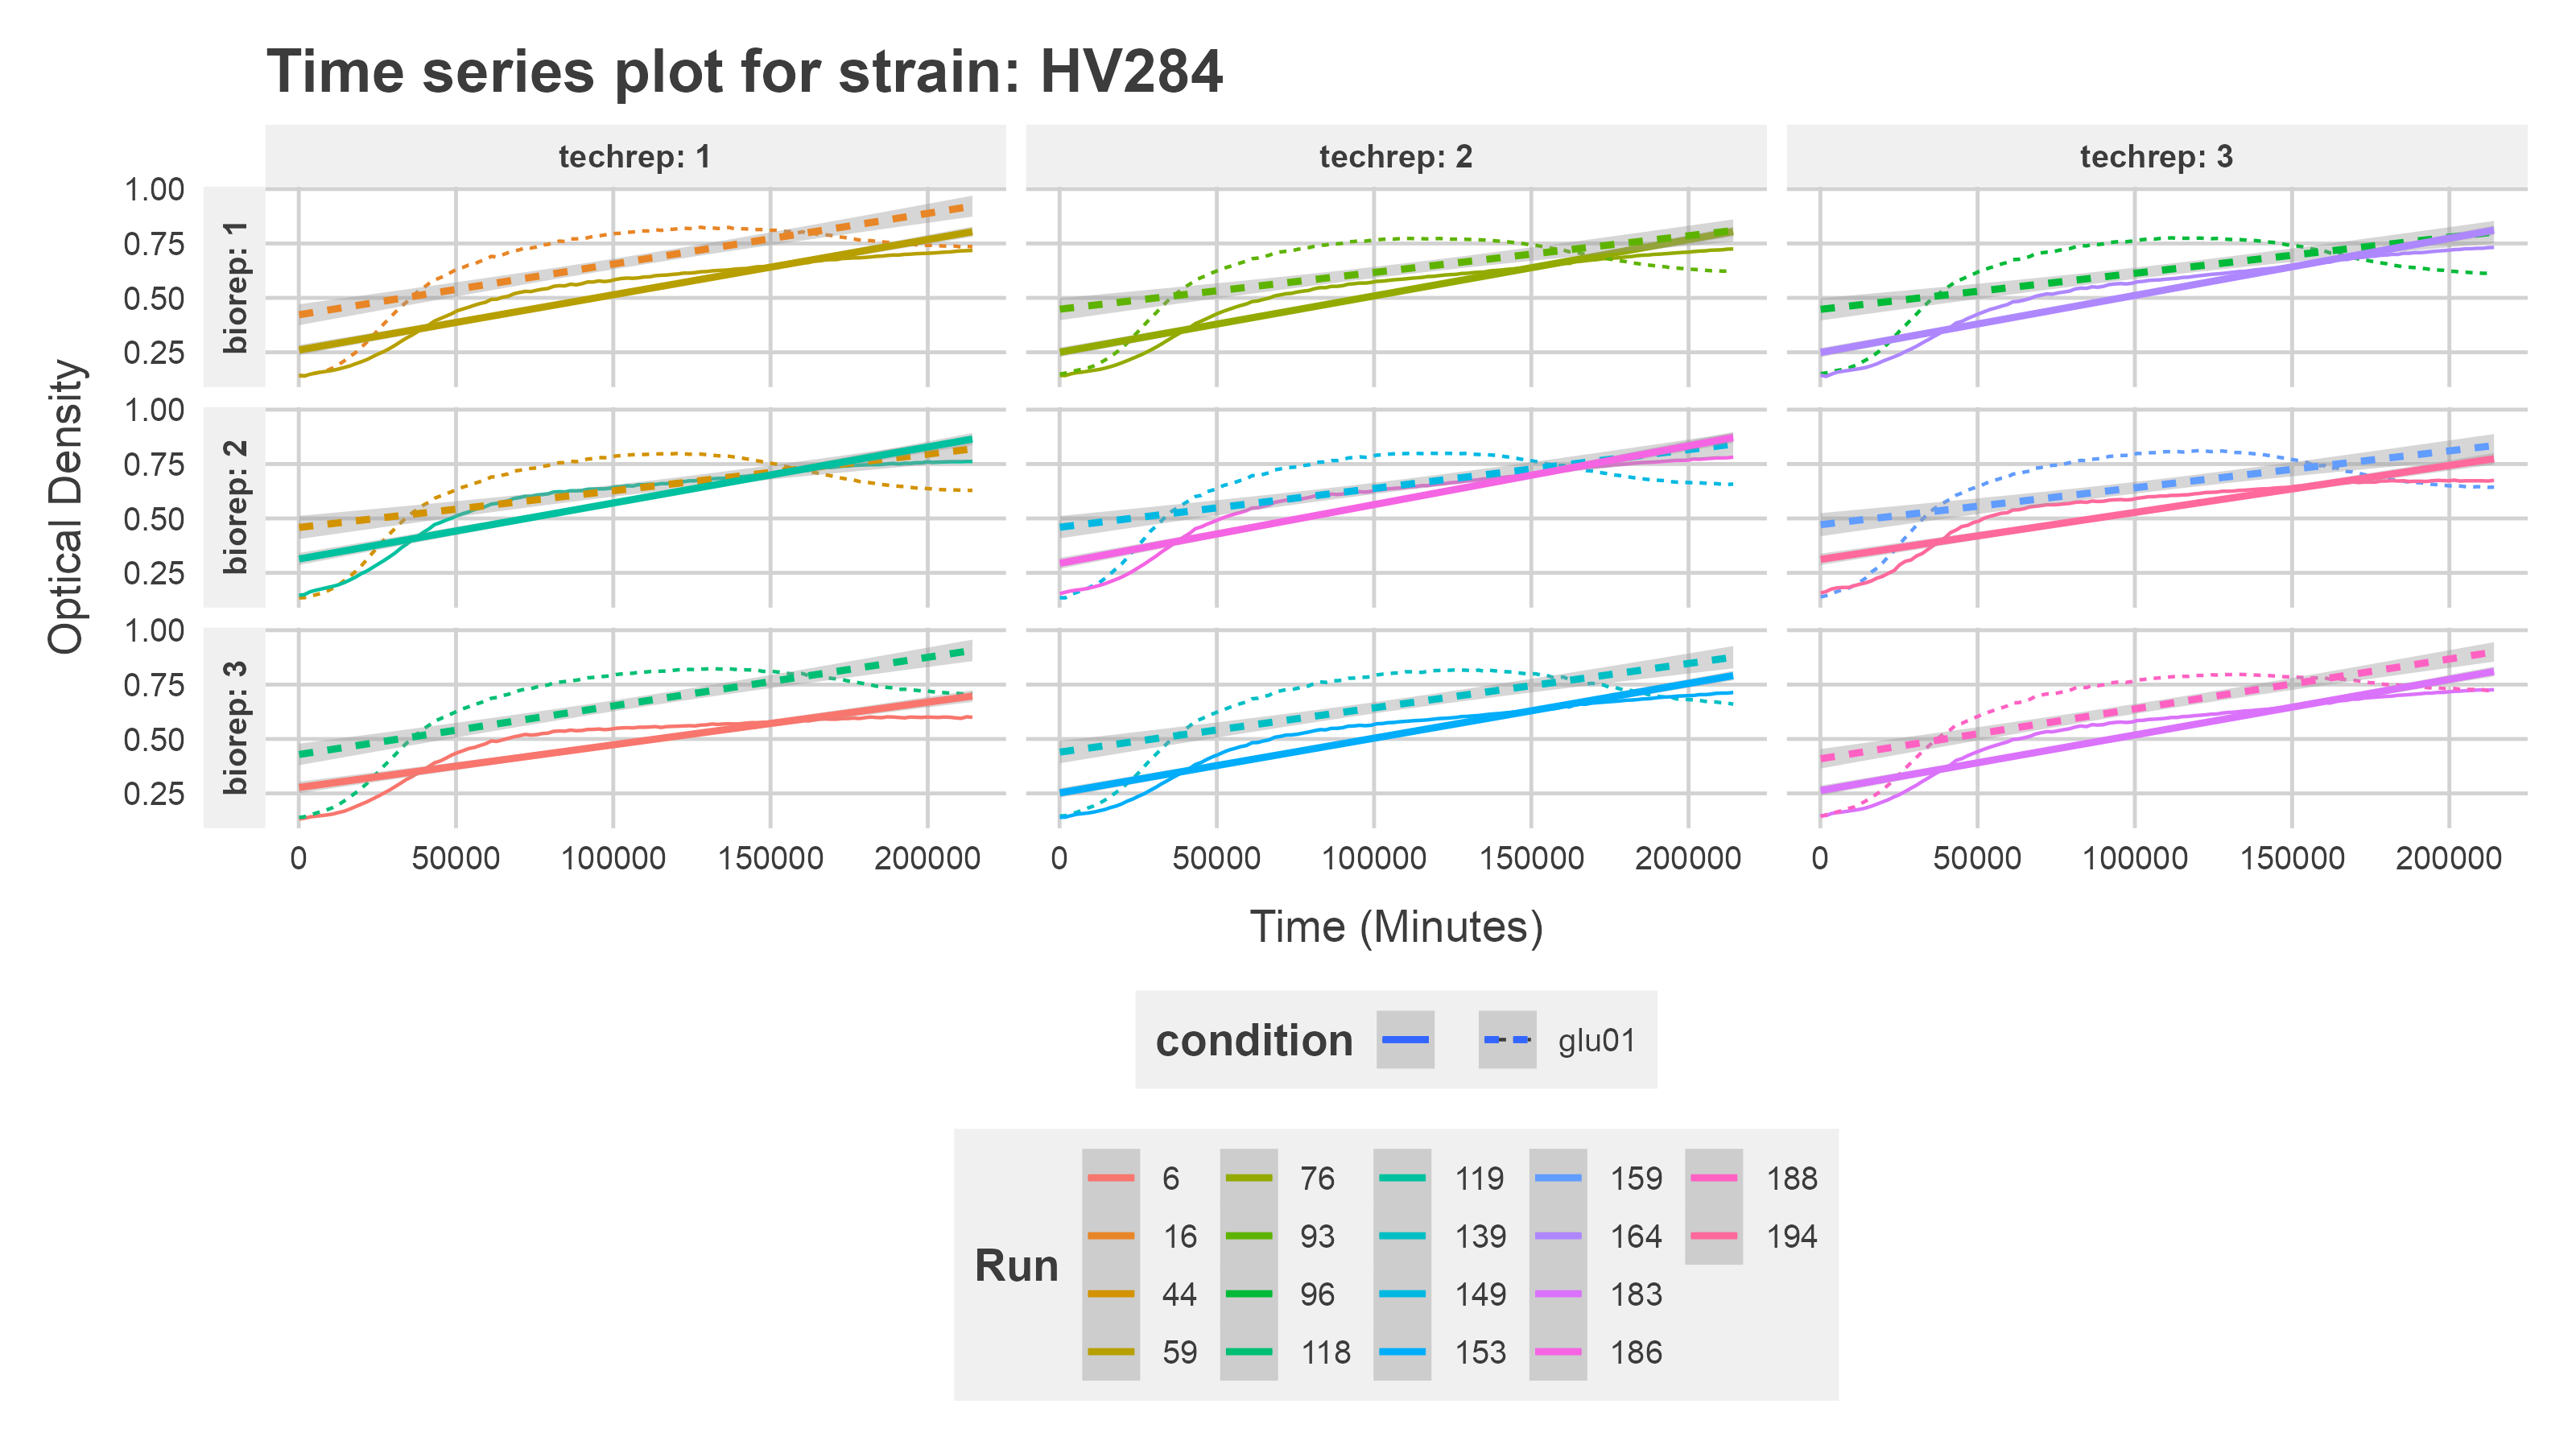 Time series plot for strain: HV284
techrep: 1
techrep: 2
techrep: 3
Optical Density
biorep: 1
1.00
0.75
0.50
0.25
biorep: 2
1.00
0.75
0.50
0.25
biorep: 3
1.00
0.75
0.50
0.25
0 50000 100000 150000 200000
0 50000 100000 150000 200000
0 50000 100000 150000 200000
Time (Minutes)
condition
glu01
Run
6 76 119 159 188
16 93 139 164 194
44 96 149 183
59 118 153 186